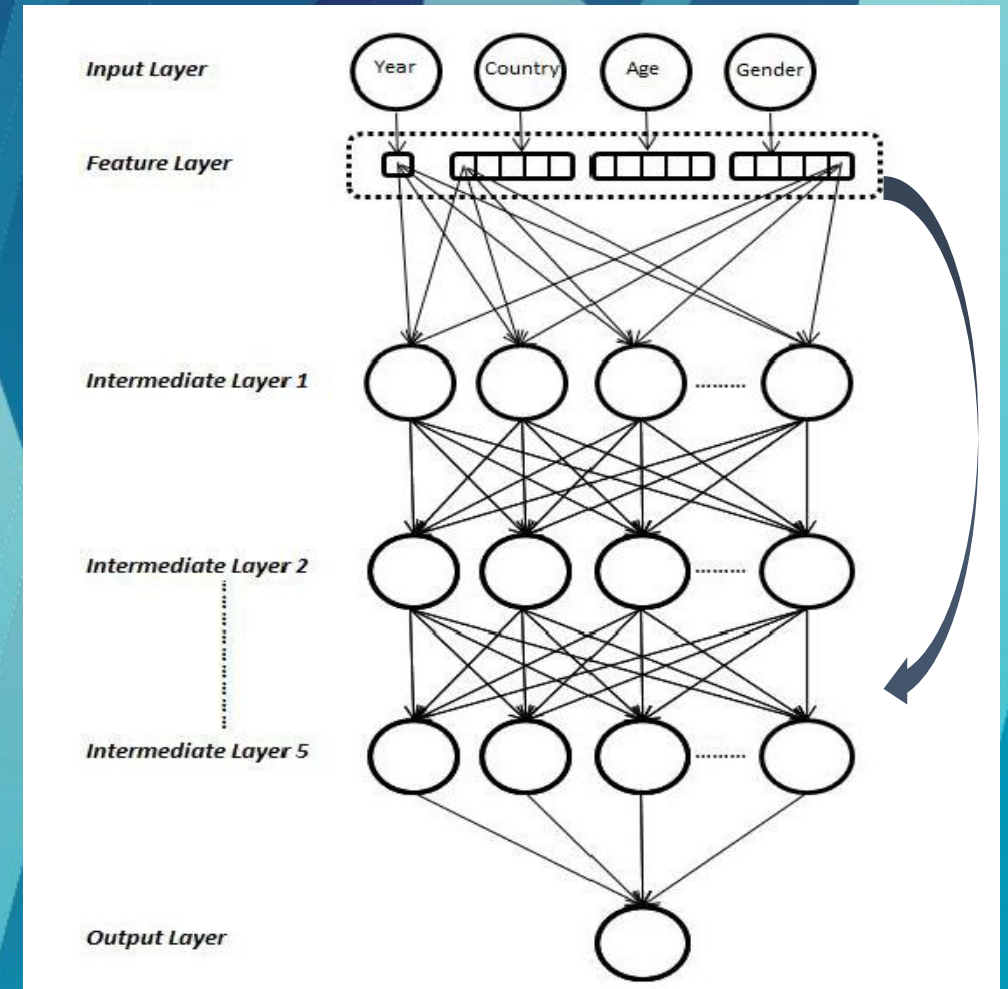 Input Layer
Year
Country
Age
Gender
Feature Layer
Intermediate Layer 1
Intermediate Layer 2
Intermediate Layer 5
Output Layer